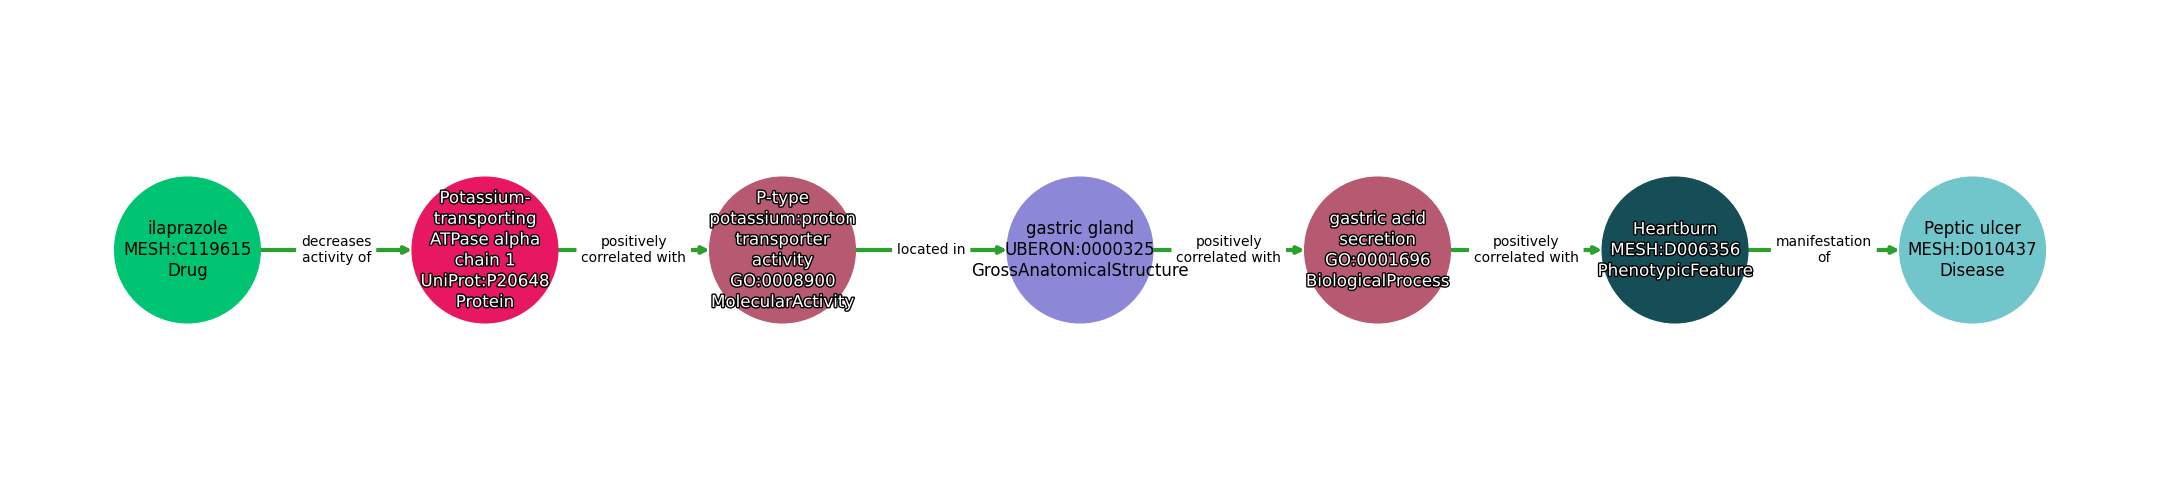 ilaprazole
MESH:C119615
Drug
decreases
activity of
Potassium-
transporting
ATPase alpha
chain 1
UniProt:P20648
Protein
positively
correlated with
P-type
potassium:proton
transporter
activity
GO:0008900
MolecularActivity
located in
gastric gland
UBERON:0000325
GrossAnatomicalStructure
positively
correlated with
gastric acid
secretion
GO:0001696
BiologicalProcess
positively
correlated with
Heartburn
MESH:D006356
PhenotypicFeature
manifestation
of
Peptic ulcer
MESH:D010437
Disease